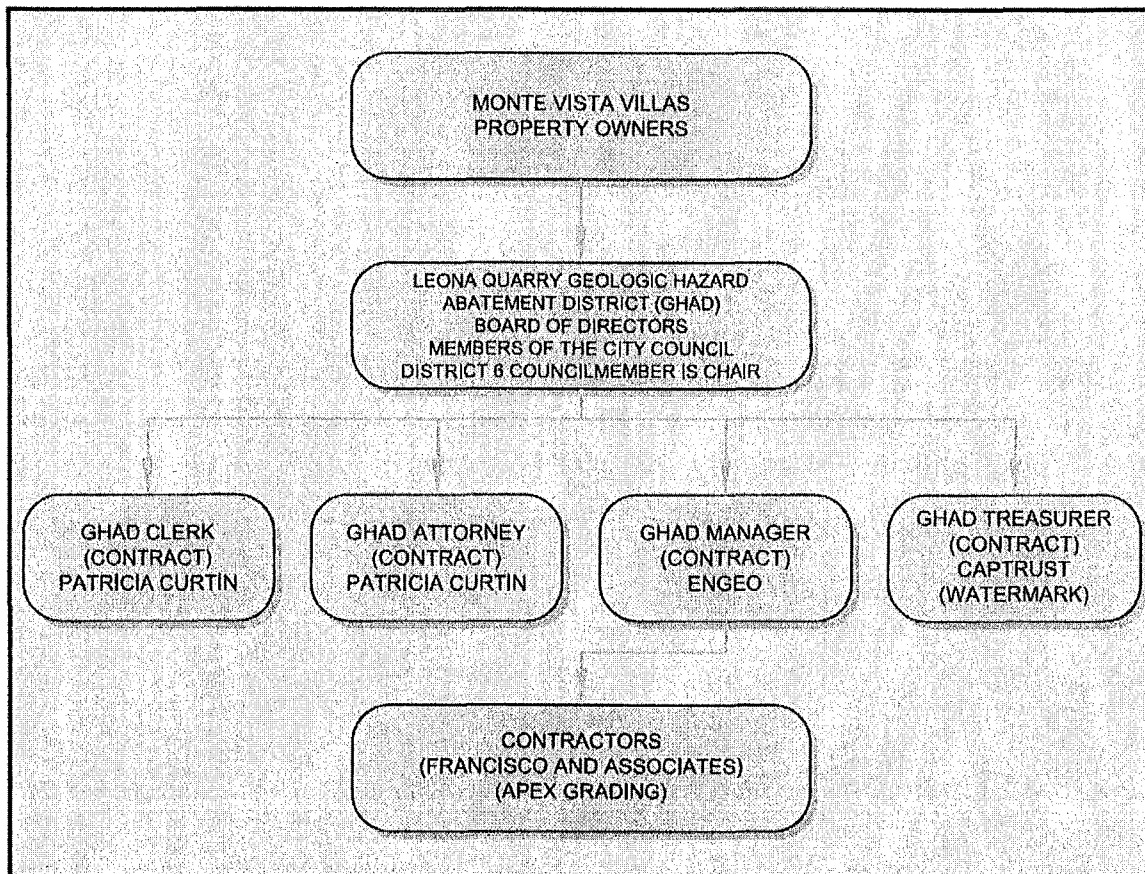 MONTE VISTA VILLAS
PROPERTY OWNERS
LEONA QUARRY GEOLOGIC HAZARD
ABATEMENT DISTRICT (GHAD)
BOARD OF DIRECTORS
MEMBERS OF THE CITY COUNCIL
DISTRICT 6 COUNCILMEMBER IS CHAIR
GHAD CLERK
(CONTRACT)
PATRICIA CURTIN
GHAD ATTORNEY
(CONTRACT)
PATRICIA CURTIN
GHAD MANAGER
(CONTRACT)
ENGEO
GHAD TREASURER
(CONTRACT)
CAPTRUST
(WATERMARK)
CONTRACTORS
(FRANCISCO AND ASSOCIATES)
(APEX GRADING)